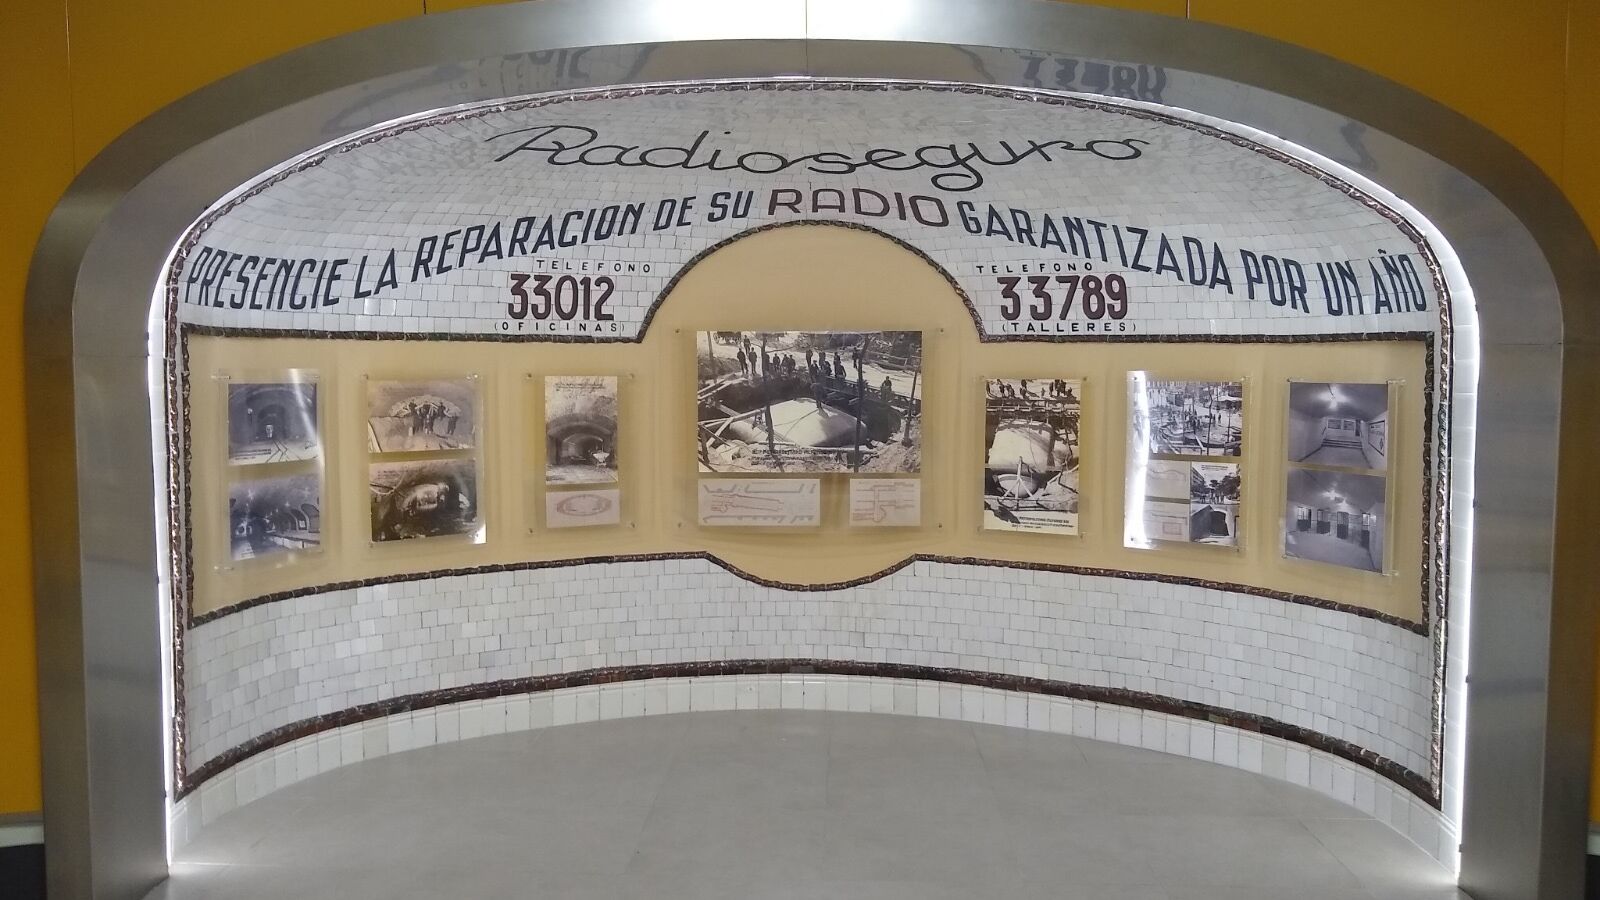 Radioseguro
PRESENCIE LA REPARACION DE SU RADIO GARANTIZADA POR UN AÑO
TELEFONO
33012
(OFICINAS)
TELEFONO
33789
(TALLERES)